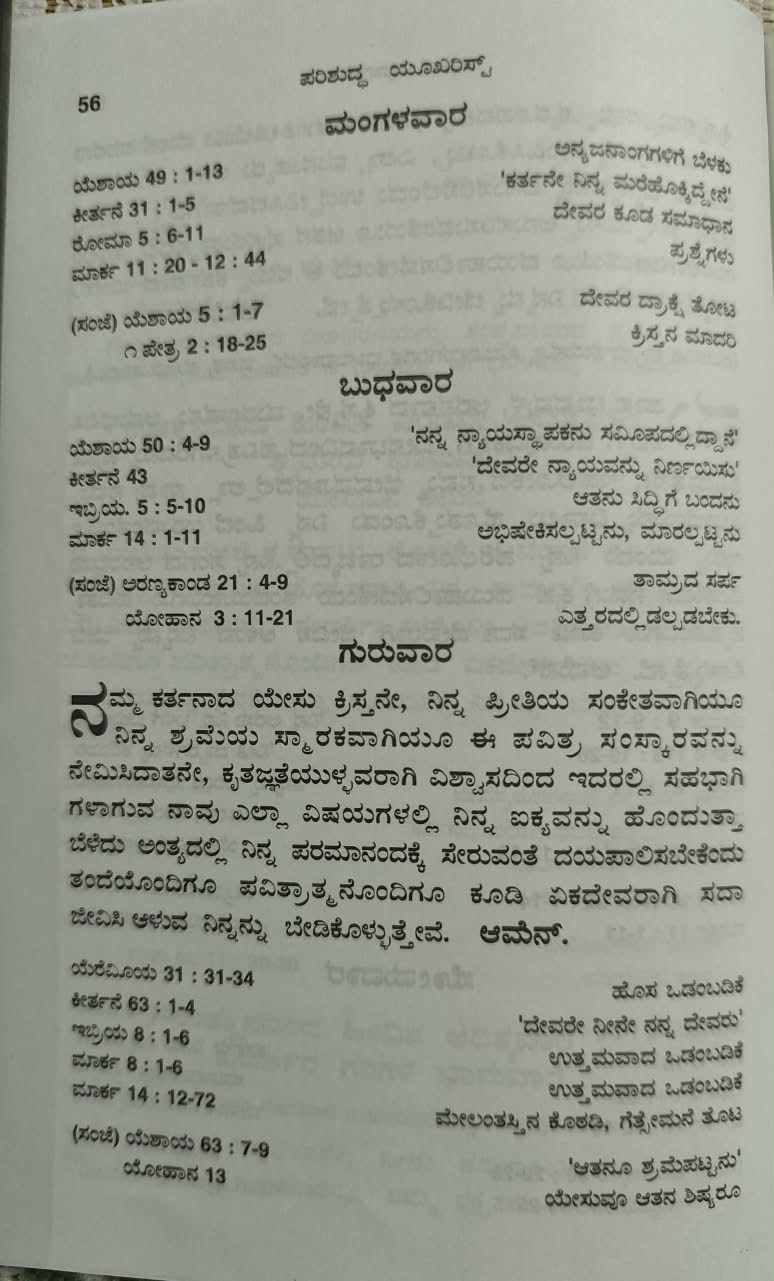 ಪರಿಶುದ್ಧ ಯೂಖರಿಸ್ಟ್
56
ಮಂಗಳವಾರ
ಯೆಶಾಯ 49 : 1-13 ಅನ್ಯಜನಾಂಗಗಳಿಗೆ ಬೆಳಕು
ಕೀರ್ತನೆ 31 : 1-5 'ಕರ್ತನೇ ನಿನ್ನ ಮರೆಹೊಕ್ಕಿದ್ದೇನೆ'
ರೋಮಾ 5 : 6-11 ದೇವರ ಕೂಡ ಸಮಾಧಾನ
ಮಾರ್ಕ 11 : 20 - 12 : 44 ಪ್ರಶ್ನೆಗಳು
(ಸಂಜೆ) ಯೆಶಾಯ 5 : 1-7 ದೇವರ ದ್ರಾಕ್ಷೆ ತೋಟ
೧ ಪೇತ್ರ 2 : 18-25 ಕ್ರಿಸ್ತನ ಮಾದರಿ
ಬುಧವಾರ
ಯೆಶಾಯ 50 : 4-9 'ನನ್ನ ನ್ಯಾಯಸ್ಥಾಪಕನು ಸಮೀಪದಲ್ಲಿದ್ದಾನೆ'
ಕೀರ್ತನೆ 43 'ದೇವರೇ ನ್ಯಾಯವನ್ನು ನಿರ್ಣಯಿಸು'
ಇಬ್ರಿಯ. 5 : 5-10 ಆತನು ಸಿದ್ಧಿಗೆ ಬಂದನು
ಮಾರ್ಕ 14 : 1-11 ಅಭಿಷೇಕಿಸಲ್ಪಟ್ಟನು, ಮಾರಲ್ಪಟ್ಟನು
(ಸಂಜೆ) ಅರಣ್ಯಕಾಂಡ 21 : 4-9 ತಾಮ್ರದ ಸರ್ಪ
ಯೋಹಾನ 3 : 11-21 ಎತ್ತರದಲ್ಲಿಡಲ್ಪಡಬೇಕು.
ಗುರುವಾರ
ನಮ್ಮ ಕರ್ತನಾದ ಯೇಸು ಕ್ರಿಸ್ತನೇ, ನಿನ್ನ ಪ್ರೀತಿಯ ಸಂಕೇತವಾಗಿಯೂ
ನಿನ್ನ ಶ್ರಮೆಯ ಸ್ಮಾರಕವಾಗಿಯೂ ಈ ಪವಿತ್ರ ಸಂಸ್ಕಾರವನ್ನು
ನೇಮಿಸಿದಾತನೇ, ಕೃತಜ್ಞತೆಯುಳ್ಳವರಾಗಿ ವಿಶ್ವಾಸದಿಂದ ಇದರಲ್ಲಿ ಸಹಭಾಗಿ
ಗಳಾಗುವ ನಾವು ಎಲ್ಲಾ ವಿಷಯಗಳಲ್ಲಿ ನಿನ್ನ ಐಕ್ಯವನ್ನು ಹೊಂದುತ್ತಾ
ಬೆಳೆದು ಅಂತ್ಯದಲ್ಲಿ ನಿನ್ನ ಪರಮಾನಂದಕ್ಕೆ ಸೇರುವಂತೆ ದಯಪಾಲಿಸಬೇಕೆಂದು
ತಂದೆಯೊಂದಿಗೂ ಪವಿತ್ರಾತ್ಮನೊಂದಿಗೂ ಕೂಡಿ ಏಕದೇವರಾಗಿ ಸದಾ
ಜೀವಿಸಿ ಆಳುವ ನಿನ್ನನ್ನು ಬೇಡಿಕೊಳ್ಳುತ್ತೇವೆ. ಆಮೆನ್.
ಯೆರೆಮೀಯ 31 : 31-34 ಹೊಸ ಒಡಂಬಡಿಕೆ
ಕೀರ್ತನೆ 63 : 1-4 'ದೇವರೇ ನೀನೇ ನನ್ನ ದೇವರು'
ಇಬ್ರಿಯ 8 : 1-6 ಉತ್ತಮವಾದ ಒಡಂಬಡಿಕೆ
ಮಾರ್ಕ 8 : 1-6 ಉತ್ತಮವಾದ ಒಡಂಬಡಿಕೆ
ಮಾರ್ಕ 14 : 12-72 ಮೇಲಂತಸ್ತಿನ ಕೊಠಡಿ, ಗೆತ್ಸೇಮನೆ ತೂಟ
(ಸಂಜೆ) ಯೆಶಾಯ 63 : 7-9 'ಆತನೂ ಶ್ರಮೆಪಟ್ಟನು'
ಯೋಹಾನ 13 ಯೇಸುವೂ ಆತನ ಶಿಷ್ಯರೂ